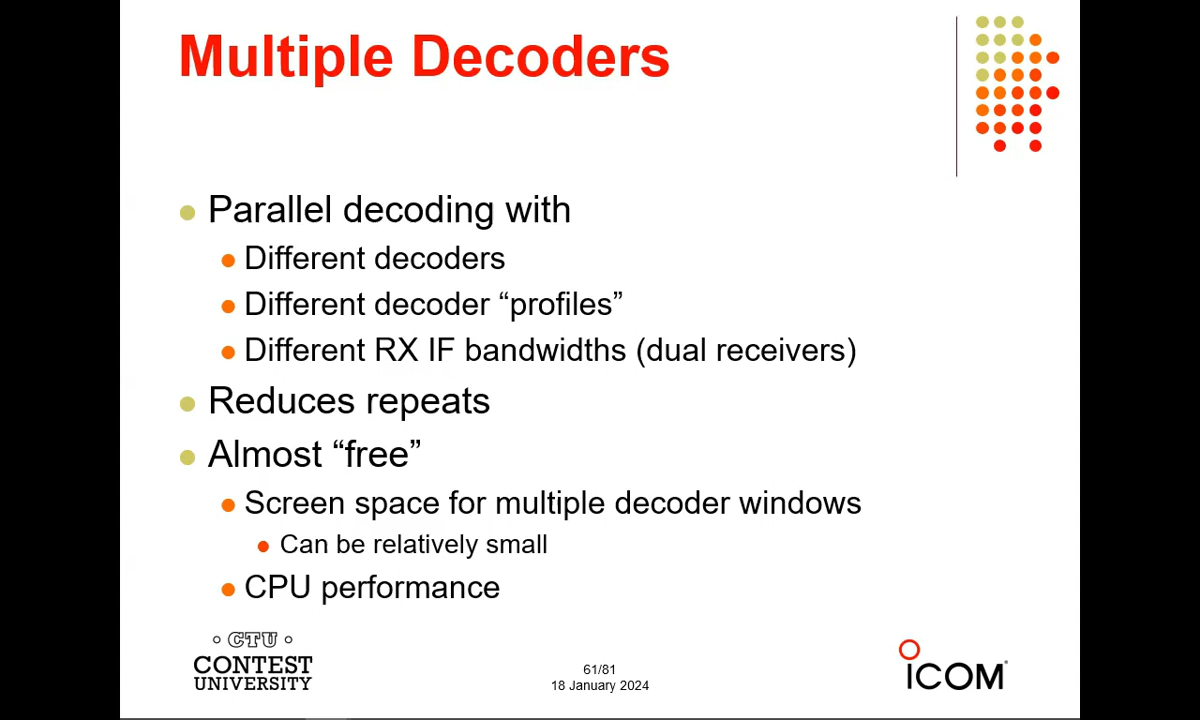 Multiple Decoders
Parallel decoding with
Different decoders
Different decoder “profiles”
Different RX IF bandwidths (dual receivers)
Reduces repeats
Almost “free”
Screen space for multiple decoder windows
Can be relatively small
CPU performance
CTU
CONTEST
UNIVERSITY
61/81
18 January 2024
ICOM